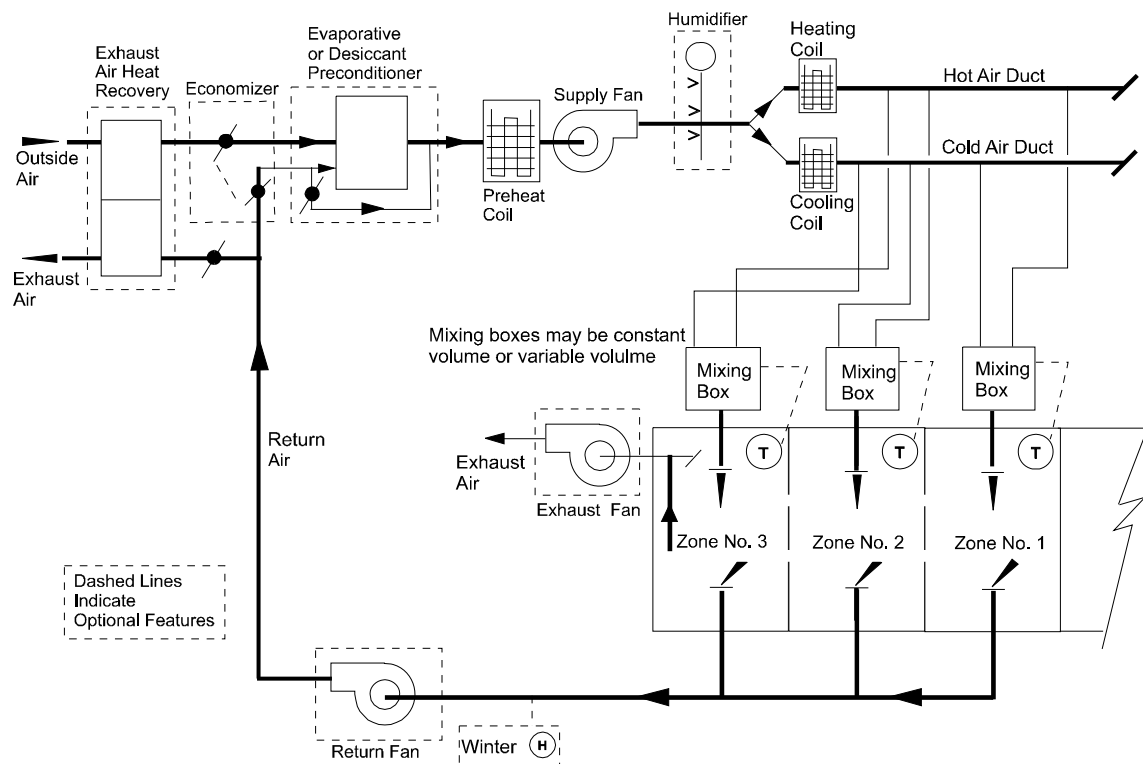 Exhaust
Air Heat
Recovery
Economizer
Evaporative
or Desiccant
Preconditioner
Humidifier
Heating
Coil
Hot Air Duct
Supply Fan
Outside
Air
Cold Air Duct
Preheat
Coil
Cooling
Coil
Exhaust
Air
Mixing boxes may be constant
volume or variable volulme
Mixing
Box
Mixing
Box
Mixing
Box
Return
Air
Exhaust
Air
T
T
T
Exhaust Fan
Zone No. 3
Zone No. 2
Zone No. 1
Dashed Lines
Indicate
Optional Features
Return Fan
Winter H